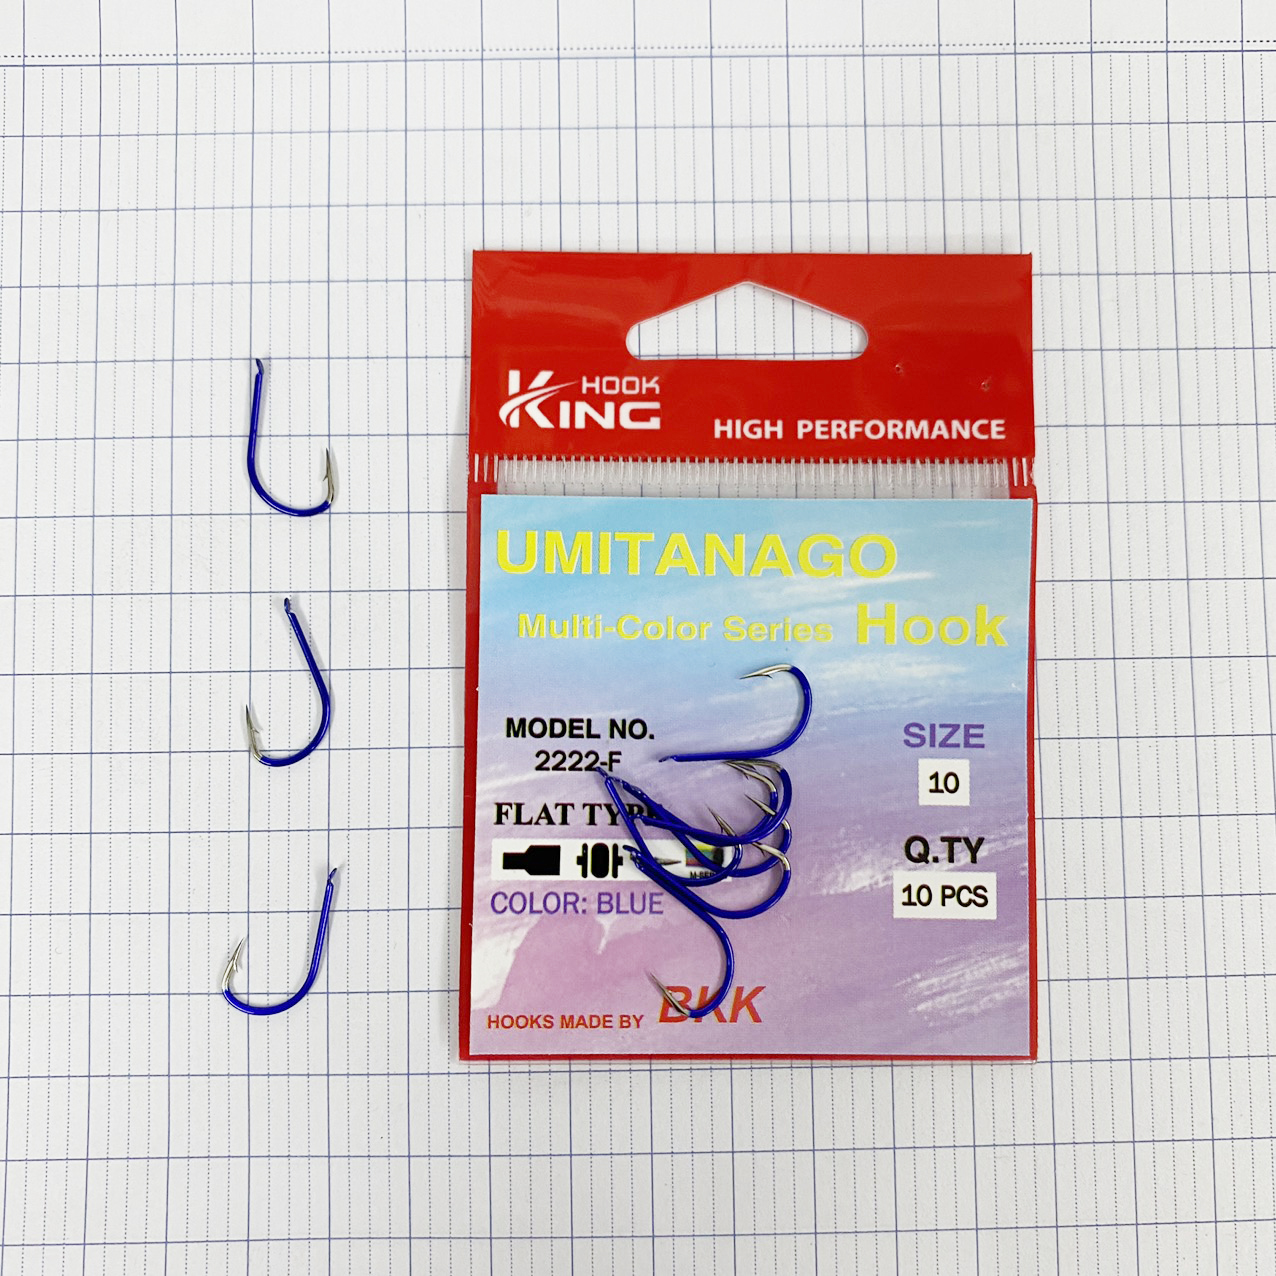 HOOK
KING
HIGH PERFORMANCE
UMITANAGO
Multi-Color Series Hook
MODEL NO.
2222-F
SIZE
10
FLAT TYPE
Q.TY
10 PCS
COLOR: BLUE
HOOKS MADE BY BKK